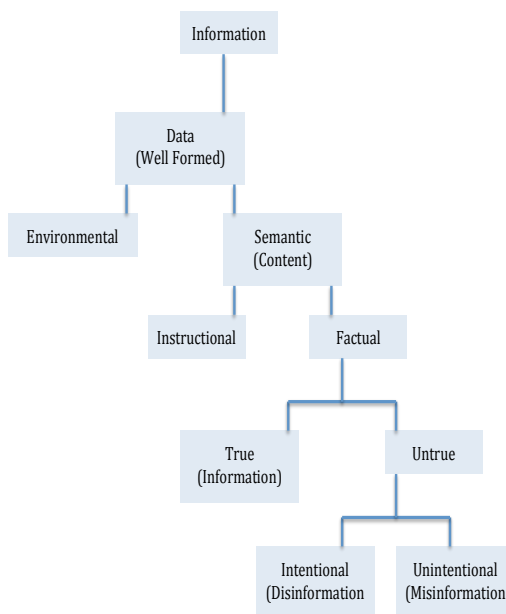 Information
Data
(Well Formed)
Environmental
Semantic
(Content)
Instructional
Factual
True
(Information)
Untrue
Intentional
(Disinformation
Unintentional
(Misinformation